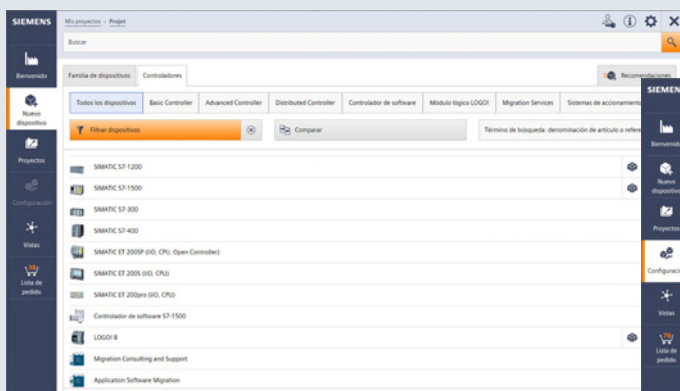 SIEMENS
Mis proyectos › Projet
Buscar
Bienvenido
Familia de dispositivos
Controladores
Recomendaciones
Todos los dispositivos
Basic Controller
Advanced Controller
Distributed Controller
Controlador de software
Módulo lógico LOGO!
Migration Services
Sistemas de accionamiento
Nuevo dispositivo
Filtrar dispositivos
Comparar
Término de búsqueda: denominación de artículo o refere
Proyectos
SIMATIC S7-1200
SIMATIC S7-1500
Configuración
SIMATIC S7-300
SIMATIC S7-400
Vistas
SIMATIC ET 200SP (I/O, CPU, Open Controller)
SIMATIC ET 200S (I/O, CPU)
Lista de pedido
SIMATIC ET 200pro (I/O, CPU)
Controlador de software S7-1500
LOGO! 8
Migration Consulting and Support
Application Software Migration
SIEMENS
Bienvenido
Nuevo
dispositivo
Proyectos
Configuraci
Vistas
Lista de
pedido